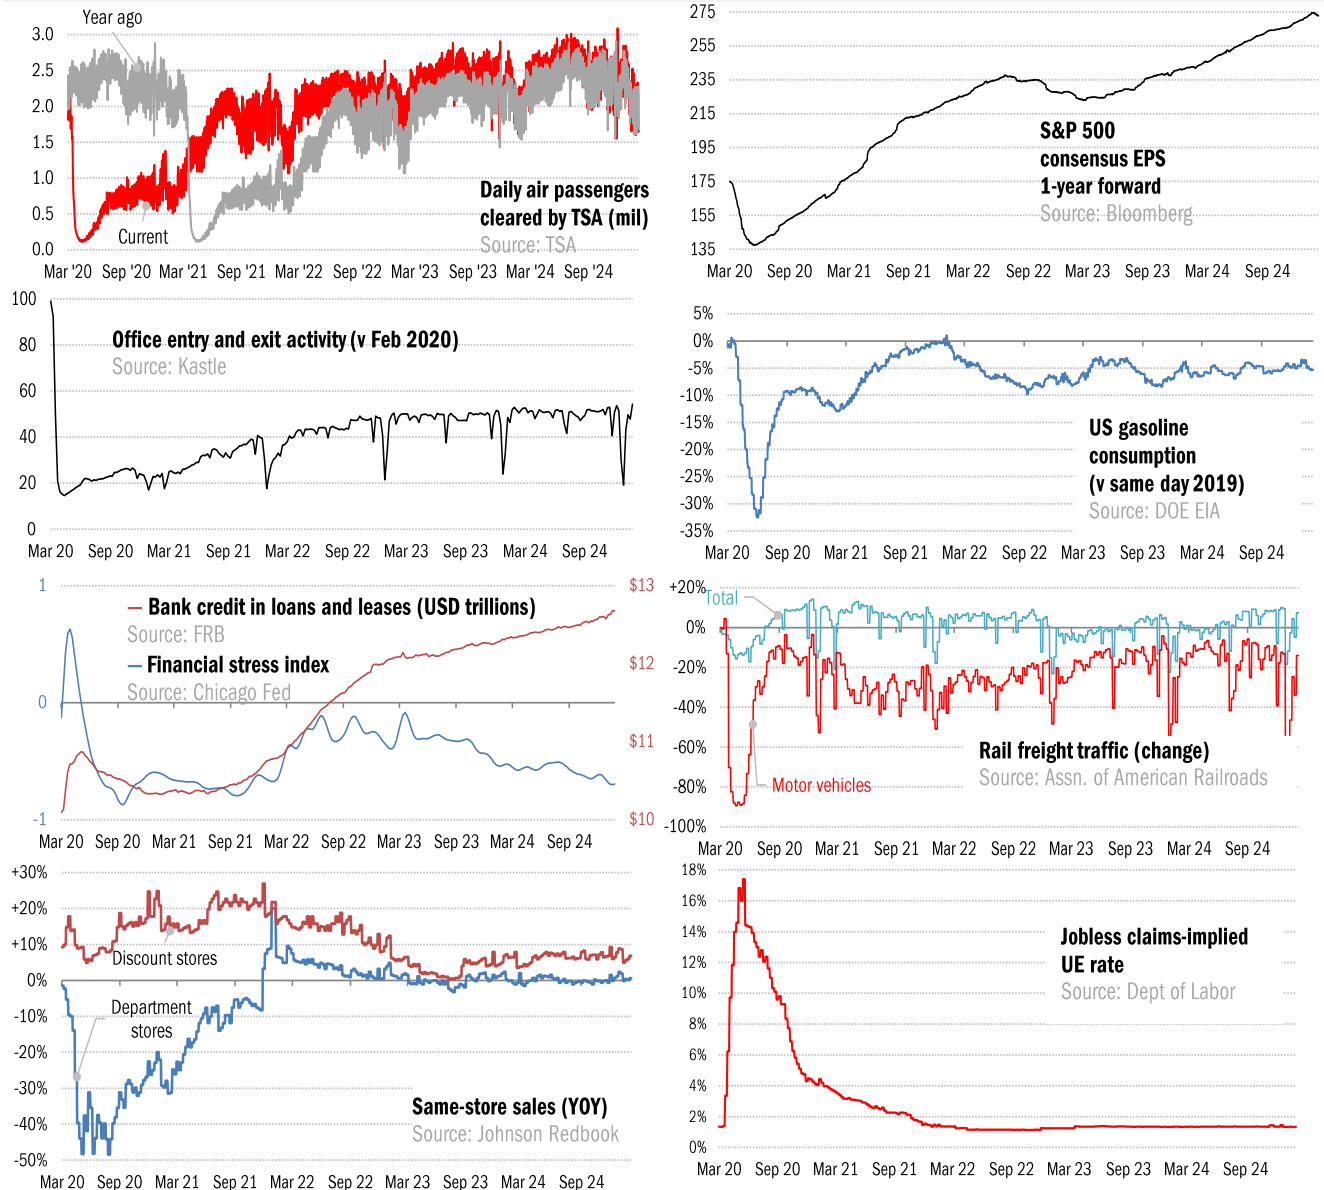 Year ago
3.0
2.5
2.0
1.5
1.0
0.5
0.0
Current
Daily air passengers
cleared by TSA (mil)
Source: TSA
Mar '20 Sep '20 Mar '21 Sep '21 Mar '22 Sep '22 Mar '23 Sep '23 Mar '24 Sep '24
275
255
235
215
195
175
155
135
S&P 500
consensus EPS
1-year forward
Source: Bloomberg
Mar 20 Sep 20 Mar 21 Sep 21 Mar 22 Sep 22 Mar 23 Sep 23 Mar 24 Sep 24
100
80
60
40
20
0
Office entry and exit activity (v Feb 2020)
Source: Kastle
Mar 20 Sep 20 Mar 21 Sep 21 Mar 22 Sep 22 Mar 23 Sep 23 Mar 24 Sep 24
5%
0%
-5%
-10%
-15%
-20%
-25%
-30%
-35%
US gasoline
consumption
(v same day 2019)
Source: DOE EIA
Mar 20 Sep 20 Mar 21 Sep 21 Mar 22 Sep 22 Mar 23 Sep 23 Mar 24 Sep 24
1
0
-1
Bank credit in loans and leases (USD trillions)
Source: FRB
Financial stress index
Source: Chicago Fed
$13
$12
$11
$10
Mar 20 Sep 20 Mar 21 Sep 21 Mar 22 Sep 22 Mar 23 Sep 23 Mar 24 Sep 24
+20%
0%
-20%
-40%
-60%
-80%
-100%
Total
Motor vehicles
Rail freight traffic (change)
Source: Assn. of American Railroads
Mar 20 Sep 20 Mar 21 Sep 21 Mar 22 Sep 22 Mar 23 Sep 23 Mar 24 Sep 24
+30%
+20%
+10%
0%
-10%
-20%
-30%
-40%
-50%
Discount stores
Department
stores
Same-store sales (YOY)
Source: Johnson Redbook
Mar 20 Sep 20 Mar 21 Sep 21 Mar 22 Sep 22 Mar 23 Sep 23 Mar 24 Sep 24
18%
16%
14%
12%
10%
8%
6%
4%
2%
0%
Jobless claims-implied
UE rate
Source: Dept of Labor
Mar 20 Sep 20 Mar 21 Sep 21 Mar 22 Sep 22 Mar 23 Sep 23 Mar 24 Sep 24